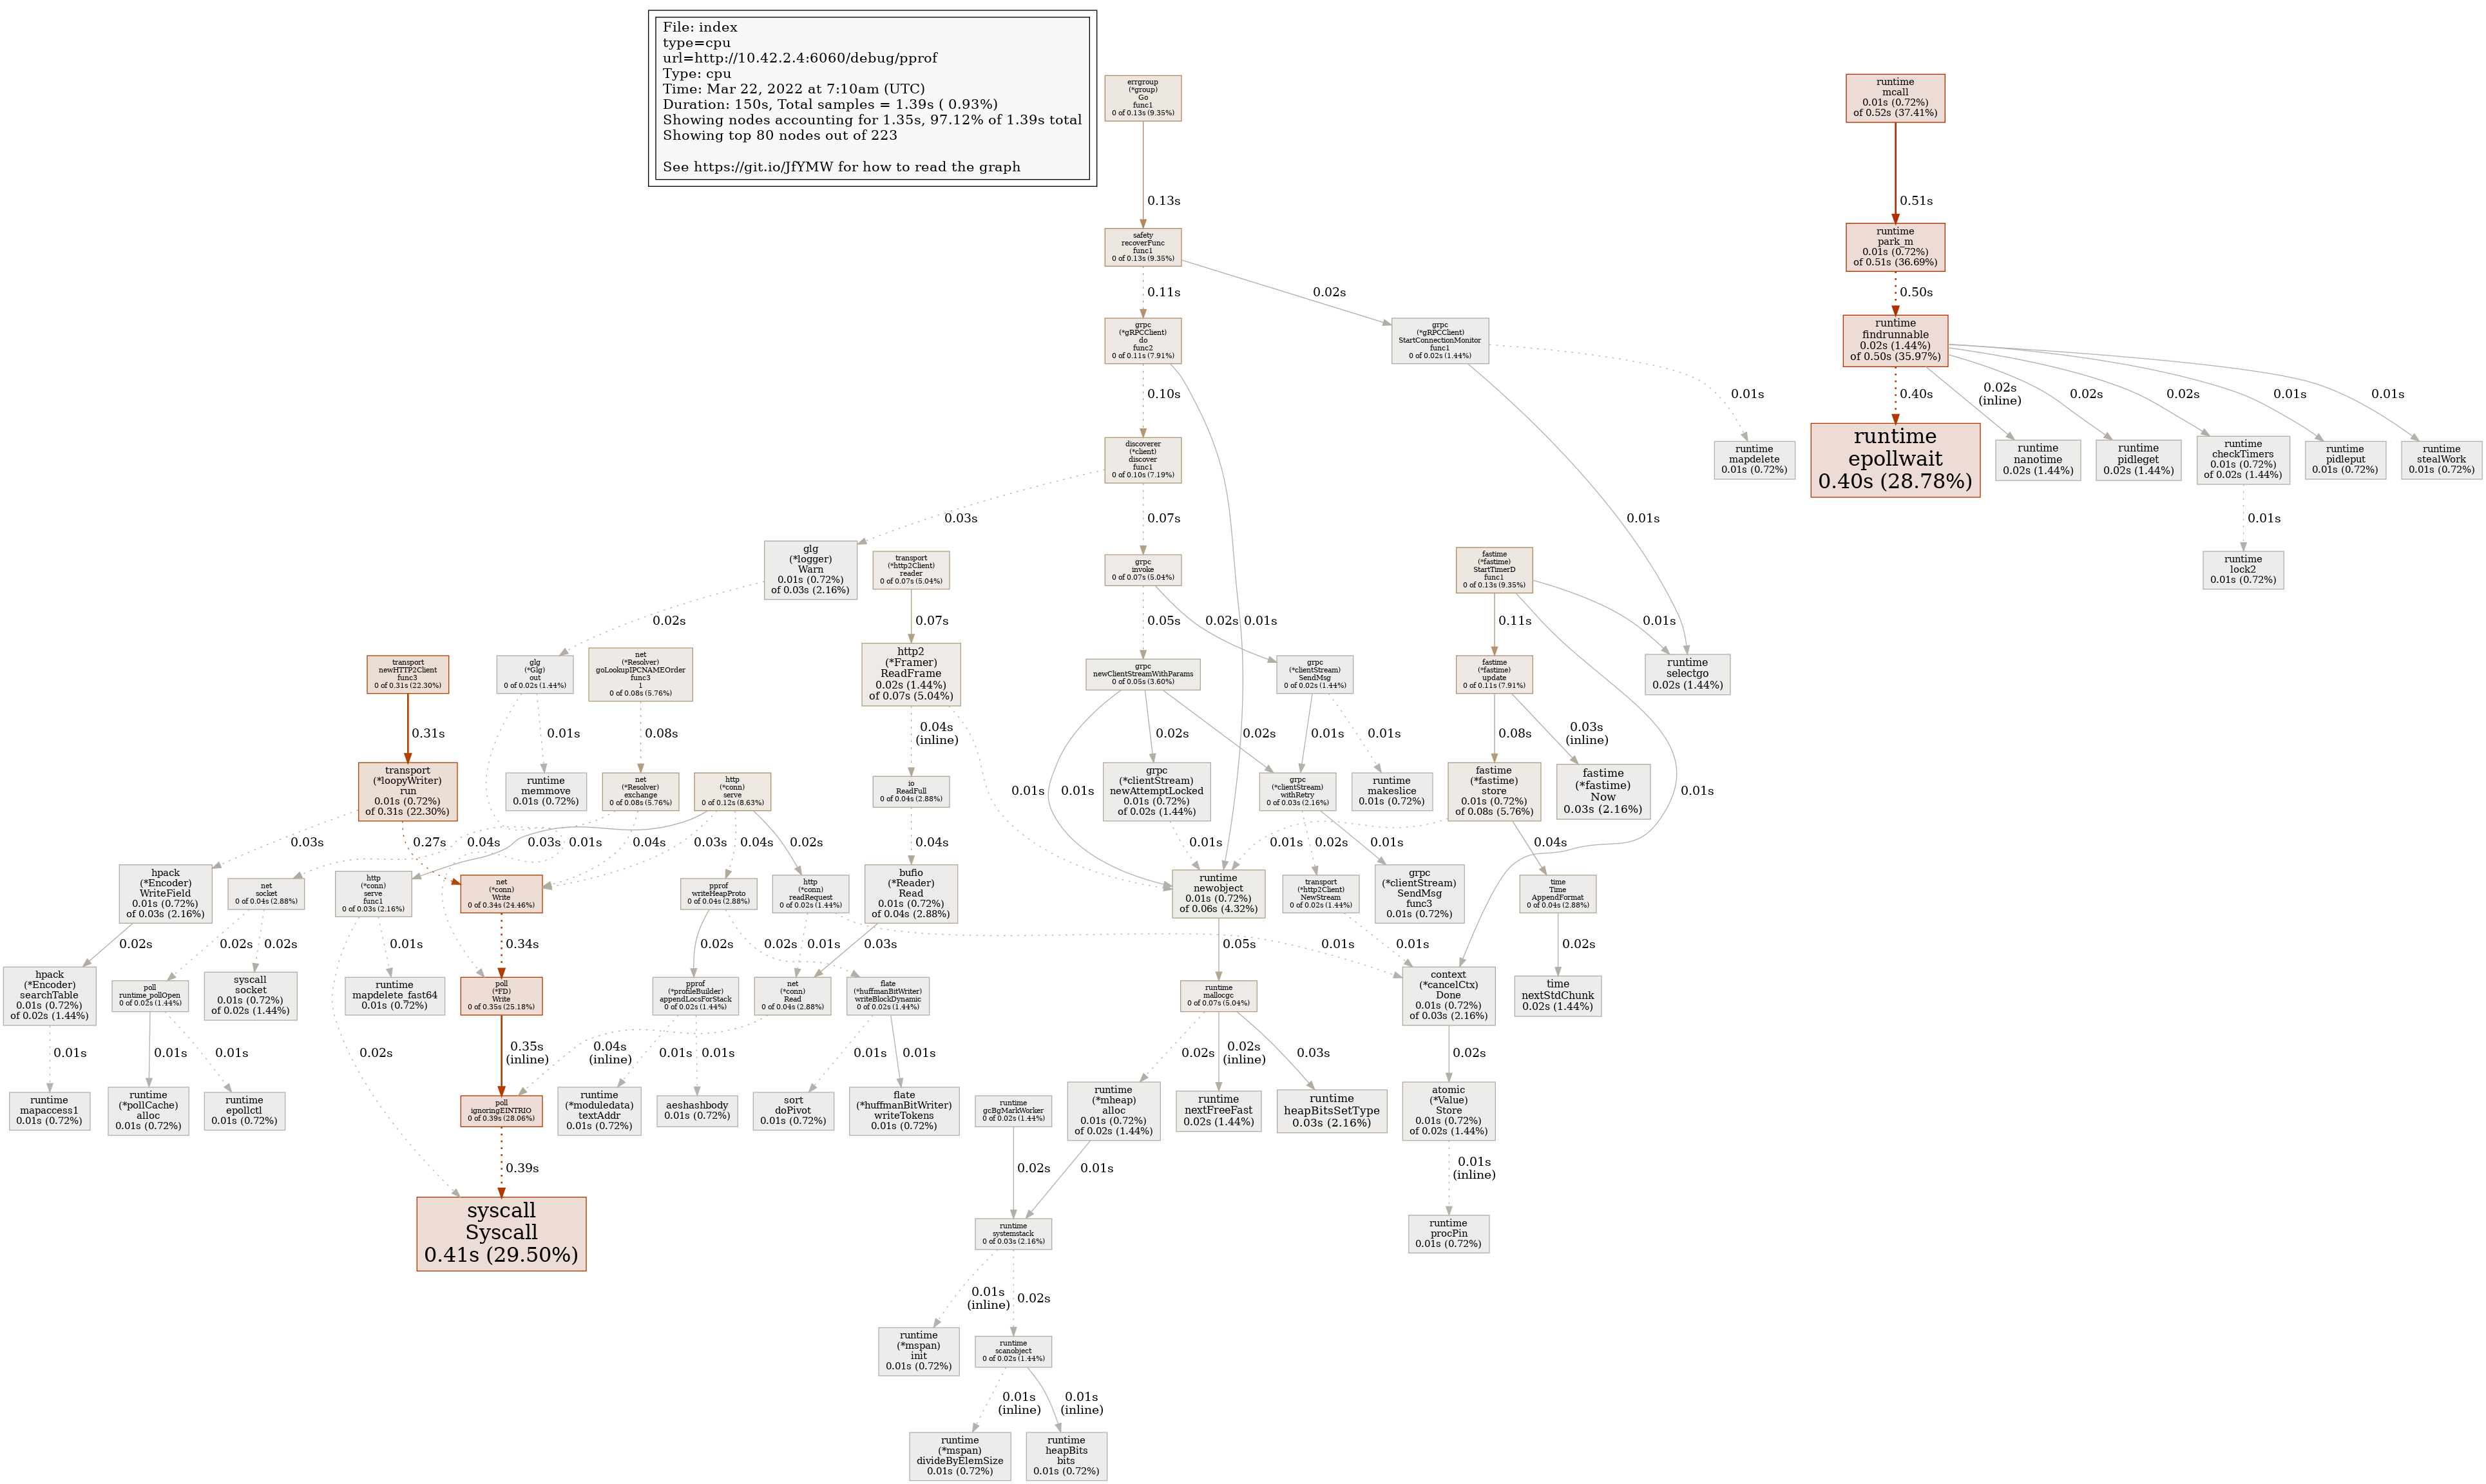 File: index
type=cpu
url=http://10.42.2.4:6060/debug/pprof
Type: cpu
Time: Mar 22, 2022 at 7:10am (UTC)
Duration: 150s, Total samples = 1.39s ( 0.93%)
Showing nodes accounting for 1.35s, 97.12% of 1.39s total
Showing top 80 nodes out of 223
See https://git.io/JfYMW for how to read the graph
errgroup
(*group)
Go
func1
0 of 0.13s (9.35%)
runtime
mcall
0.01s (0.72%)
of 0.52s (37.41%)
0.13s
0.51s
safety
recoverFunc
func1
0 of 0.13s (9.35%)
runtime
park_m
0.01s (0.72%)
of 0.51s (36.69%)
0.11s
0.02s
0.50s
grpc
(*gRPCClient)
do
func2
0 of 0.11s (7.91%)
grpc
(*gRPCClient)
StartConnectionMonitor
func1
0 of 0.02s (1.44%)
runtime
findrunnable
0.02s (1.44%)
of 0.50s (35.97%)
0.10s
0.01s
0.40s
0.02s
(inline)
0.02s
0.02s
0.01s
0.01s
discoverer
(*client)
discover
func1
0 of 0.10s (7.19%)
runtime
mapdelete
0.01s (0.72%)
runtime
epollwait
0.40s (28.78%)
runtime
nanotime
0.02s (1.44%)
runtime
pidleget
0.02s (1.44%)
runtime
checkTimers
0.01s (0.72%)
of 0.02s (1.44%)
runtime
pidleput
0.01s (0.72%)
runtime
stealWork
0.01s (0.72%)
0.03s
0.07s
0.01s
0.01s
glg
(*logger)
Warn
0.01s (0.72%)
of 0.03s (2.16%)
transport
(*http2Client)
reader
0 of 0.07s (5.04%)
grpc
invoke
0 of 0.07s (5.04%)
fastime
(*fastime)
StartTimerD
func1
0 of 0.13s (9.35%)
runtime
lock2
0.01s (0.72%)
0.02s
0.07s
0.05s
0.02s
0.01s
0.11s
0.01s
transport
newHTTP2Client
func3
0 of 0.31s (22.30%)
glg
(*Glg)
out
0 of 0.02s (1.44%)
net
(*Resolver)
goLookupIPCNAMEOrder
func3
1
0 of 0.08s (5.76%)
http2
(*Framer)
ReadFrame
0.02s (1.44%)
of 0.07s (5.04%)
grpc
newClientStreamWithParams
0 of 0.05s (3.60%)
grpc
(*clientStream)
SendMsg
0 of 0.02s (1.44%)
fastime
(*fastime)
update
0 of 0.11s (7.91%)
runtime
selectgo
0.02s (1.44%)
0.31s
0.01s
0.08s
0.04s
(inline)
0.02s
0.02s
0.01s
0.01s
0.08s
0.03s
(inline)
transport
(*loopyWriter)
run
0.01s (0.72%)
of 0.31s (22.30%)
runtime
memmove
0.01s (0.72%)
net
(*Resolver)
exchange
0 of 0.08s (5.76%)
http
(*conn)
serve
0 of 0.12s (8.63%)
io
ReadFull
0 of 0.04s (2.88%)
0.01s
0.01s
grpc
(*clientStream)
newAttemptLocked
0.01s (0.72%)
of 0.02s (1.44%)
grpc
(*clientStream)
withRetry
0 of 0.03s (2.16%)
runtime
makeslice
0.01s (0.72%)
fastime
(*fastime)
store
0.01s (0.72%)
of 0.08s (5.76%)
fastime
(*fastime)
Now
0.03s (2.16%)
0.01s
0.03s
0.27s
0.04s
0.03s
0.01s
0.04s
0.03s
0.04s
0.02s
0.04s
0.01s
0.01s
0.02s
0.01s
0.04s
hpack
(*Encoder)
WriteField
0.01s (0.72%)
of 0.03s (2.16%)
net
socket
0 of 0.04s (2.88%)
http
(*conn)
serve
func1
0 of 0.03s (2.16%)
net
(*conn)
Write
0 of 0.34s (24.46%)
pprof
writeHeapProto
0 of 0.04s (2.88%)
http
(*conn)
readRequest
0 of 0.02s (1.44%)
bufio
(*Reader)
Read
0.01s (0.72%)
of 0.04s (2.88%)
runtime
newobject
0.01s (0.72%)
of 0.06s (4.32%)
transport
(*http2Client)
NewStream
0 of 0.02s (1.44%)
grpc
(*clientStream)
SendMsg
func3
0.01s (0.72%)
time
Time
AppendFormat
0 of 0.04s (2.88%)
0.02s
0.02s
0.02s
0.01s
0.34s
0.02s
0.02s
0.01s
0.03s
0.05s
0.01s
0.01s
0.02s
hpack
(*Encoder)
searchTable
0.01s (0.72%)
of 0.02s (1.44%)
poll
runtime_pollOpen
0 of 0.02s (1.44%)
syscall
socket
0.01s (0.72%)
of 0.02s (1.44%)
runtime
mapdelete_fast64
0.01s (0.72%)
poll
(*FD)
Write
0 of 0.35s (25.18%)
pprof
(*profileBuilder)
appendLocsForStack
0 of 0.02s (1.44%)
net
(*conn)
Read
0 of 0.04s (2.88%)
flate
(*huffmanBitWriter)
writeBlockDynamic
0 of 0.02s (1.44%)
runtime
mallocgc
0 of 0.07s (5.04%)
context
(*cancelCtx)
Done
0.01s (0.72%)
of 0.03s (2.16%)
time
nextStdChunk
0.02s (1.44%)
0.01s
0.01s
0.01s
0.02s
0.35s
(inline)
0.04s
(inline)
0.01s
0.01s
0.01s
0.01s
0.02s
0.02s
(inline)
0.03s
0.02s
runtime
mapaccess1
0.01s (0.72%)
runtime
(*pollCache)
alloc
0.01s (0.72%)
runtime
epollctl
0.01s (0.72%)
poll
ignoringEINTRIO
0 of 0.39s (28.06%)
runtime
(*moduledata)
textAddr
0.01s (0.72%)
aeshashbody
0.01s (0.72%)
sort
doPivot
0.01s (0.72%)
flate
(*huffmanBitWriter)
writeTokens
0.01s (0.72%)
runtime
gcBgMarkWorker
0 of 0.02s (1.44%)
runtime
(*mheap)
alloc
0.01s (0.72%)
of 0.02s (1.44%)
runtime
nextFreeFast
0.02s (1.44%)
runtime
heapBitsSetType
0.03s (2.16%)
atomic
(*Value)
Store
0.01s (0.72%)
of 0.02s (1.44%)
0.39s
0.02s
0.01s
0.01s
(inline)
syscall
Syscall
0.41s (29.50%)
runtime
systemstack
0 of 0.03s (2.16%)
runtime
procPin
0.01s (0.72%)
0.01s
(inline)
0.02s
runtime
(*mspan)
init
0.01s (0.72%)
runtime
scanobject
0 of 0.02s (1.44%)
0.01s
(inline)
0.01s
(inline)
runtime
(*mspan)
divideByElemSize
0.01s (0.72%)
runtime
heapBits
bits
0.01s (0.72%)